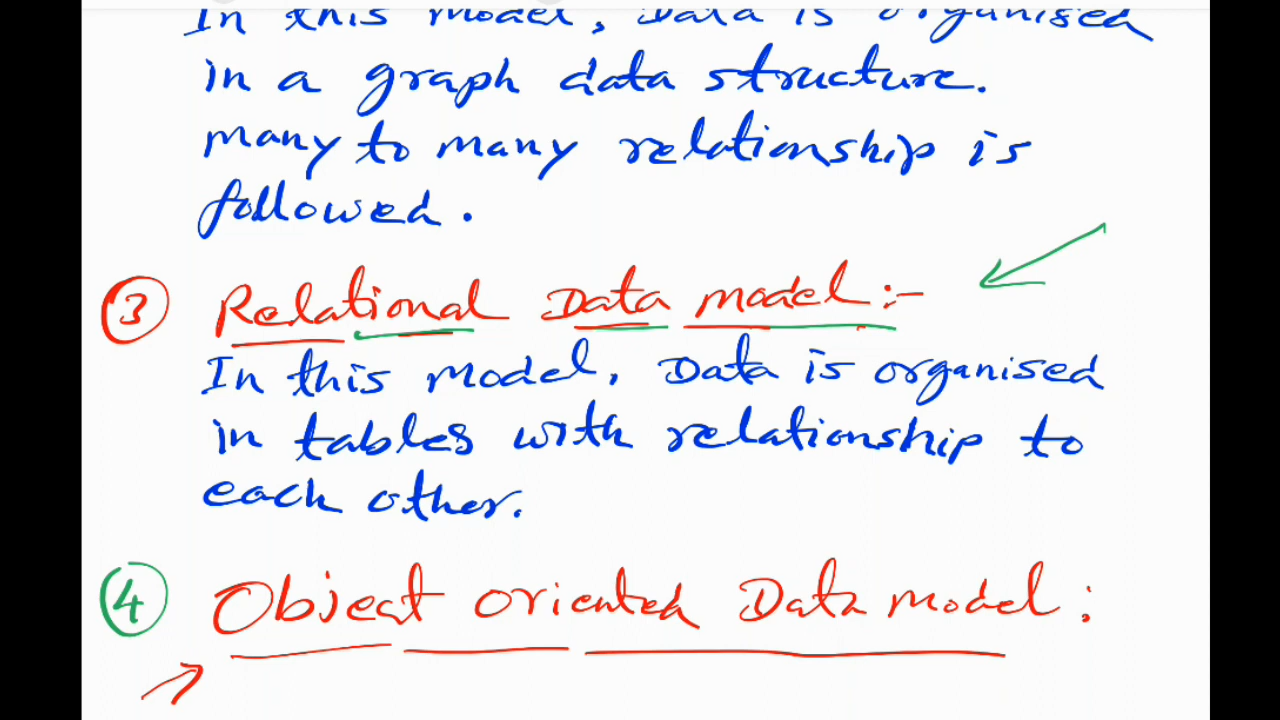 In this model, Data is organised
in a graph data structure.
many to many relationship is
followed.
③ Relational Data model:-
In this model, Data is organised
in tables with relationship to
each other.
④ Object oriented Data model: